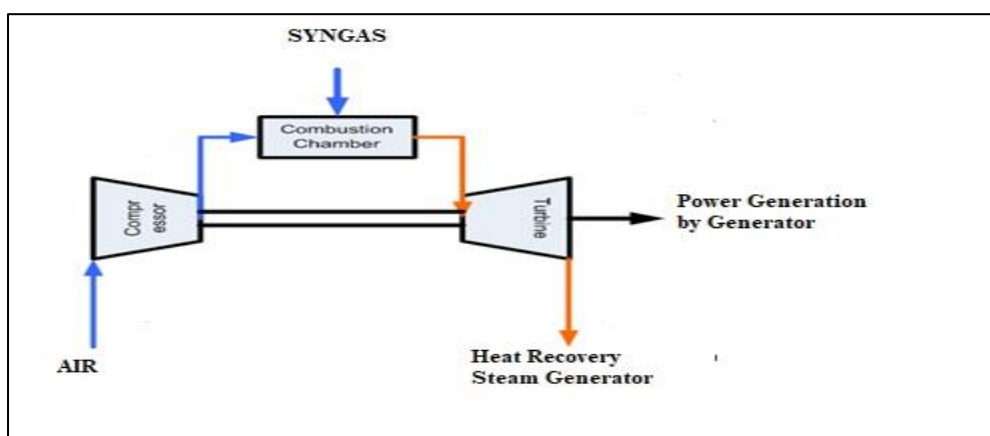 SYNGAS
Combustion
Chamber
Compr
essor
Turbine
Power Generation
by Generator
AIR
Heat Recovery
Steam Generator